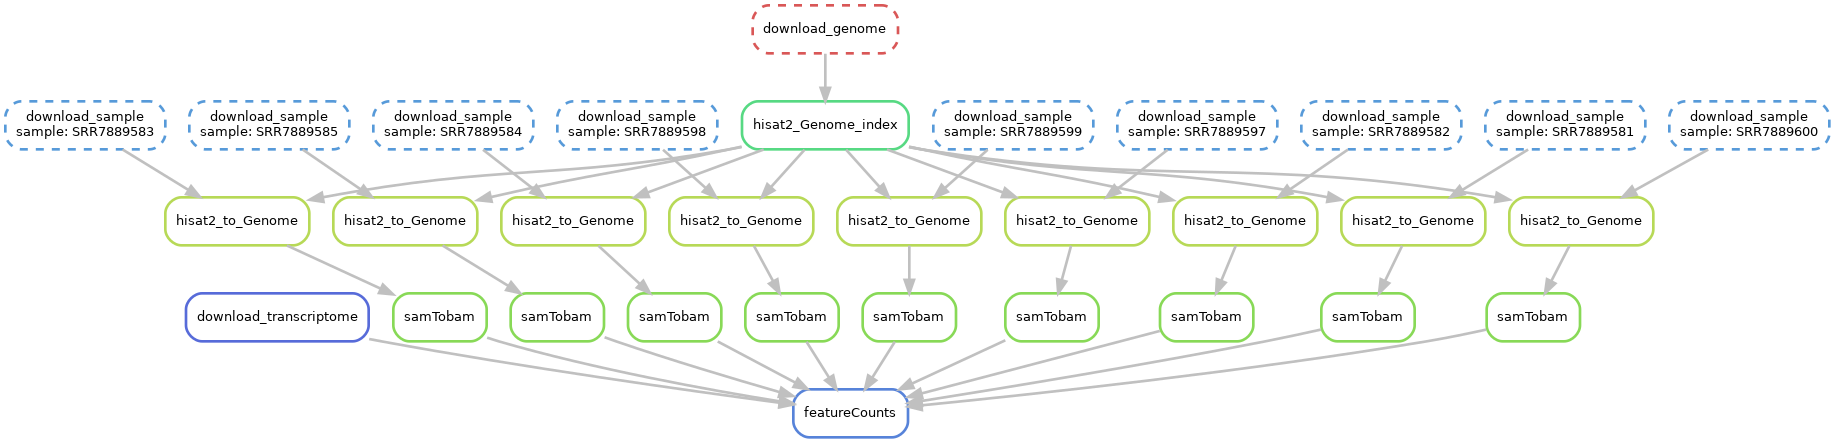 download_genome
download_sample
sample: SRR7889583
download_sample
sample: SRR7889585
download_sample
sample: SRR7889584
download_sample
sample: SRR7889598
hisat2_Genome_index
download_sample
sample: SRR7889599
download_sample
sample: SRR7889597
download_sample
sample: SRR7889582
download_sample
sample: SRR7889581
download_sample
sample: SRR7889600
hisat2_to_Genome
hisat2_to_Genome
hisat2_to_Genome
hisat2_to_Genome
hisat2_to_Genome
hisat2_to_Genome
hisat2_to_Genome
hisat2_to_Genome
hisat2_to_Genome
download_transcriptome
samTobam
samTobam
samTobam
samTobam
samTobam
samTobam
samTobam
samTobam
samTobam
featureCounts